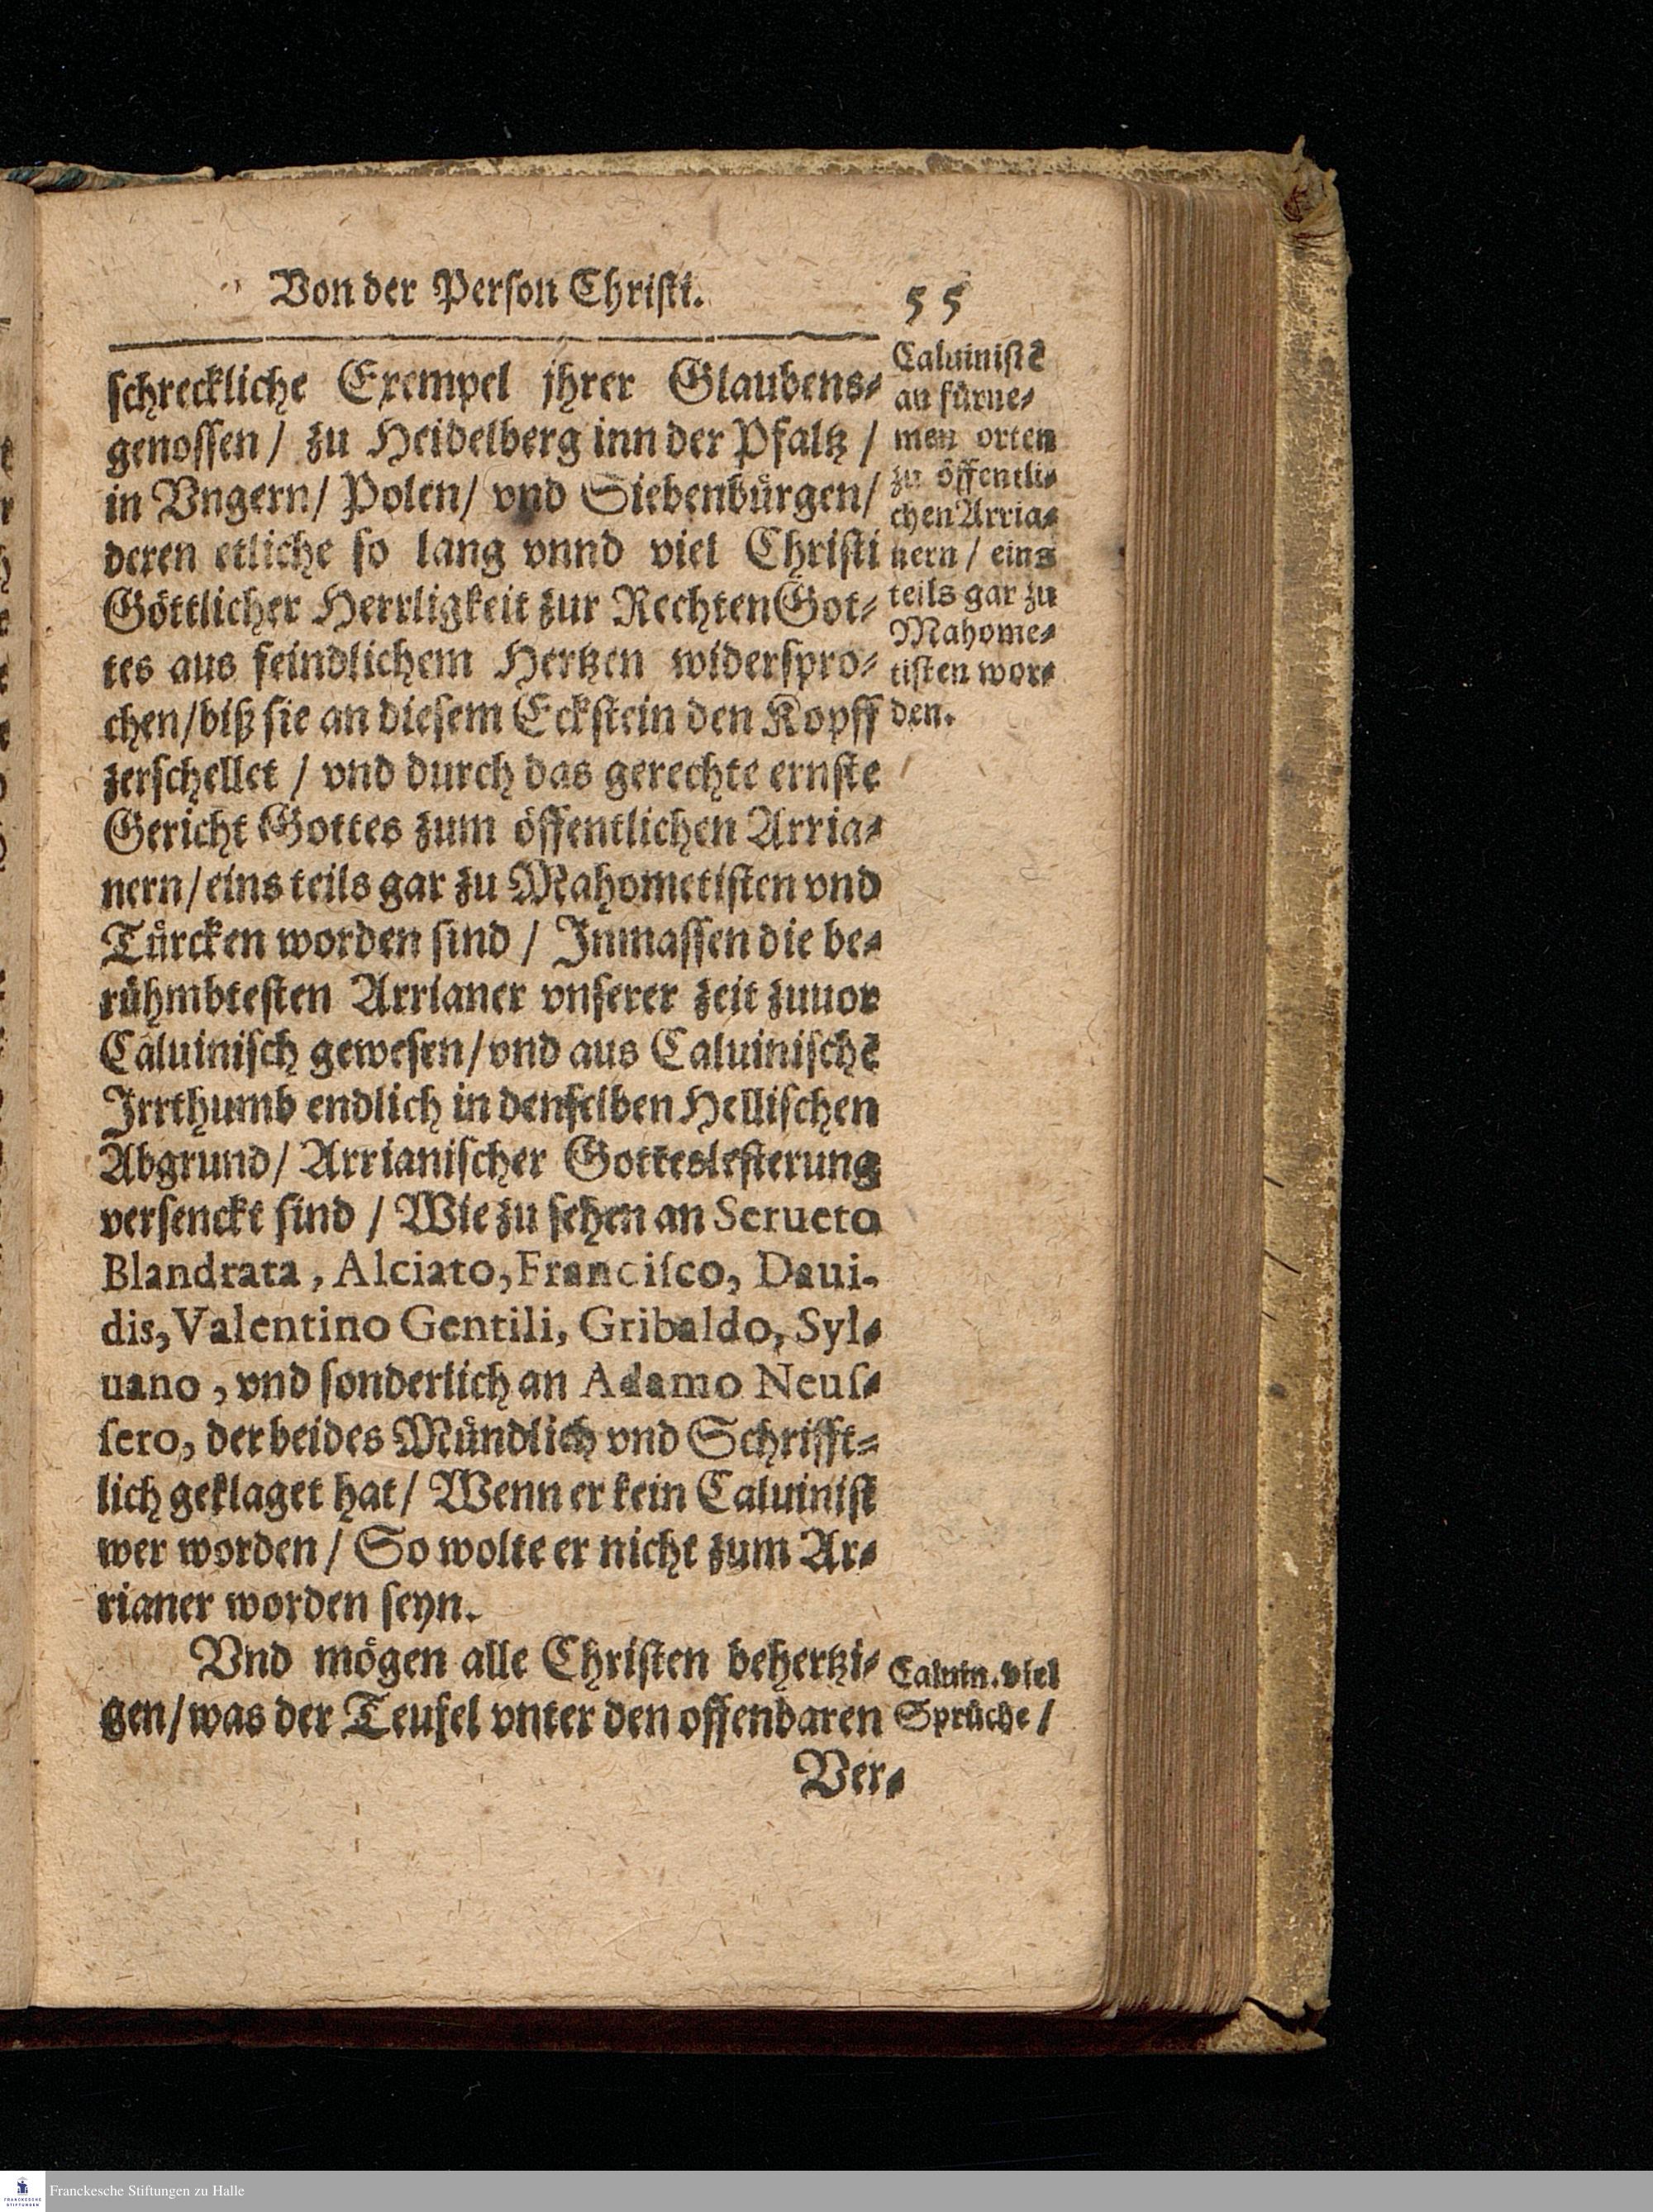 Von der Person Christi. 55
schreckliche Exempel jhrer Glaubens⸗
genossen / zu Heidelberg inn der Pfaltz /
in Vngern / Polen / vnd Siebenbürgen /
deren etliche so lang vnnd viel Christi
Göttlicher Herrligkeit zur Rechten Got⸗
tes aus feindlichem Hertzen widerspro⸗
chen / biß sie an diesem Eckstein den Kopff
zerschellet / vnd durch das gerechte ernste
Gericht Gottes zum öffentlichen Arria⸗
nern / eins teils gar zu Mahometisten vnd
Türcken worden sind / Inmassen die be⸗
rühmbtesten Arrianer vnserer zeit zuuor
Caluinisch gewesen / vnd aus Caluinischē
Irrthumb endlich in denselben Hellischen
Abgrund / Arrianischer Gotteslesterung
versenckt sind / Wie zu sehen an Serueto
Blandrata, Alciato, Franciſco, Daui-
dis, Valentino Gentili, Gribaldo, Syl⸗
uano, vnd sonderlich an Adamo Neuſ⸗
ſero, der beides Mündlich vnd Schrifft⸗
lich geklaget hat / Wenn er kein Caluinist
wer worden / So wolte er nicht zum Ar⸗
rianer worden seyn.
Vnd mögen alle Christen behertzi⸗
gen / was der Teufel vnter den offenbaren
Ver⸗
Caluinistē
an fürne⸗
men orten
zu öffentli⸗
chen Arria⸗
nern / eins
teils gar zu
Mahome⸗
tisten wor⸗
den.
Caluin. viel
Sprüche /
Franckesche Stiftungen zu Halle
FRANCKESCHE
STIFTUNGEN